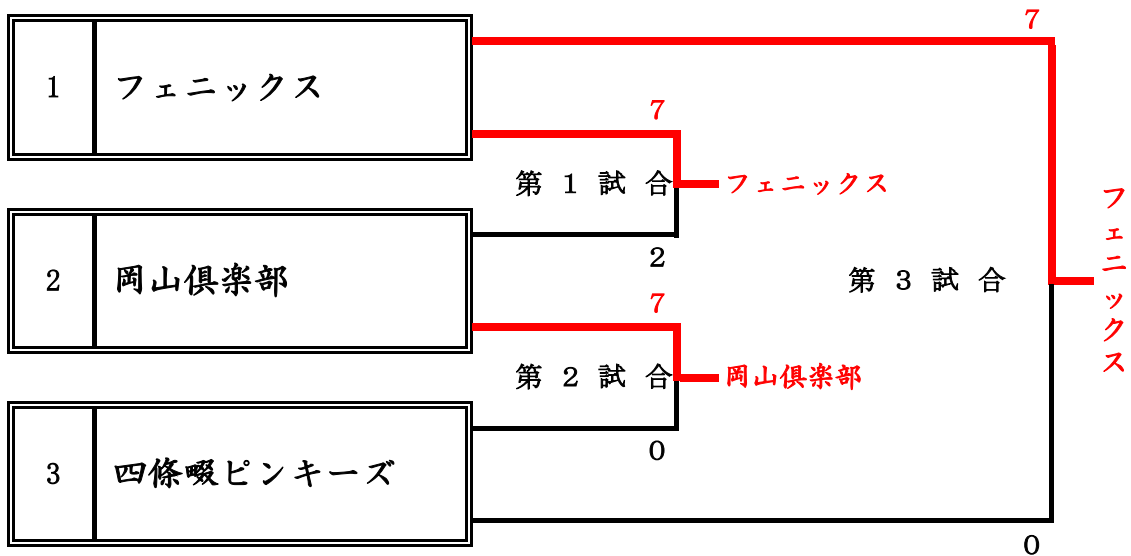 7
1 フェニックス
7
第1試合 フェニックス
2
2 岡山倶楽部
第3試合
フェニックス
7
第2試合 岡山倶楽部
0
3 四條畷ピンキーズ
0